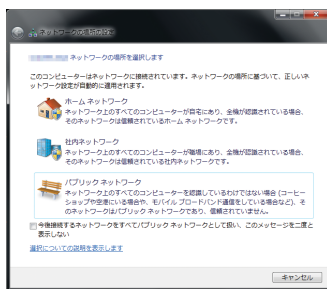 ネットワークの場所の設定
ネットワークの場所を選択します
このコンピューターはネットワークに接続されています。ネットワークの場所に基づいて、正しいネ
ットワーク設定が自動的に適用されます。
ホーム ネットワーク
ネットワーク上のすべてのコンピューターが自宅にあり、全機が認識されている場合、
そのネットワークは信頼されているホーム ネットワークです。
社内ネットワーク
ネットワーク上のすべてのコンピューターが職場にあり、全機が認識されている場合、
そのネットワークは信頼されている社内ネットワークです。
パブリック ネットワーク
ネットワーク上のすべてのコンピューターを認識しているわけではない場合 (コーヒー
ショップや空港にいる場合や、モバイル ブロードバンド通信をしている場合など)、そ
のネットワークはパブリック ネットワークであり、信頼されていません。
今後接続するネットワークをすべてパブリック ネットワークとして扱い、このメッセージを二度と
表示しない
選択についての説明を表示します
キャンセル